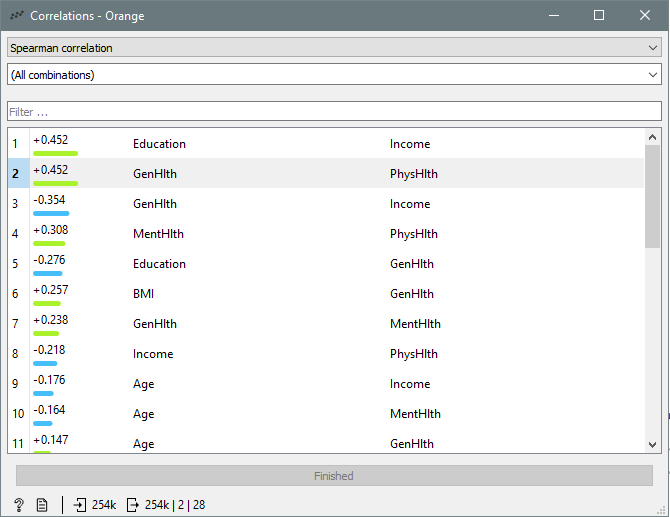 Correlations - Orange
Spearman correlation
(All combinations)
Filter ...
1 +0.452 Education Income
2 +0.452 GenHlth PhysHlth
3 -0.354 GenHlth Income
4 +0.308 MentHlth PhysHlth
5 -0.276 Education GenHlth
6 +0.257 BMI GenHlth
7 +0.238 GenHlth MentHlth
8 -0.218 Income PhysHlth
9 -0.176 Age Income
10 -0.164 Age MentHlth
11 +0.147 Age GenHlth
Finished
? 254k 254k | 2 | 28